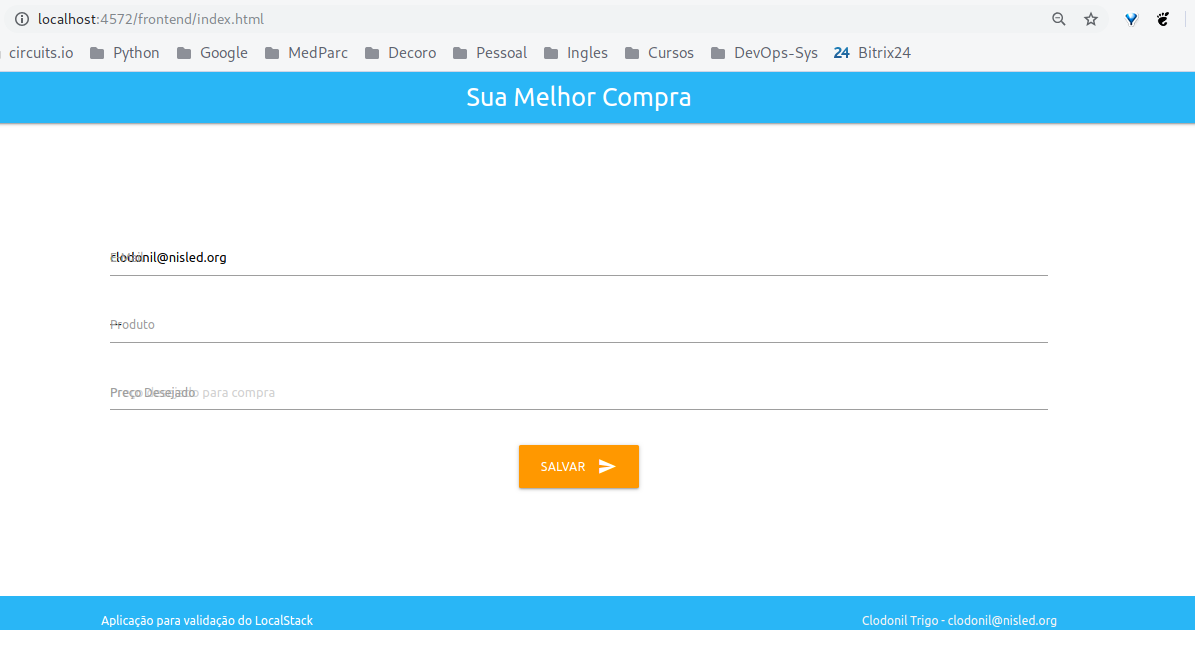 localhost:4572/frontend/index.html
circuits.io Python Google MedParc Decoro Pessoal Ingles Cursos DevOps-Sys 24 Bitrix24
Sua Melhor Compra
clodonil@nisled.org
Produto
Preço Desejado para compra
SALVAR
Aplicação para validação do LocalStack Clodonil Trigo - clodonil@nisled.org